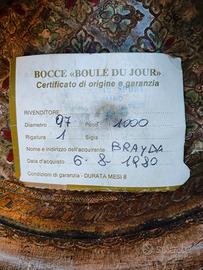 BOCCE «BOULE DU JOUR»
Certificato di origine e garanzia
RIVENDITORE
Diametro 97 Peso 1000
Rigatura 1 Sigla
Nome e indirizzo dell'acquirente BRAYDA
Data d'acquisto 6-8-1980
Condizioni di garanzia - DURATA MESI 8
subito